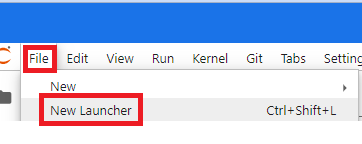 File Edit View Run Kernel Git Tabs Setting
New
New Launcher Ctrl+Shift+L